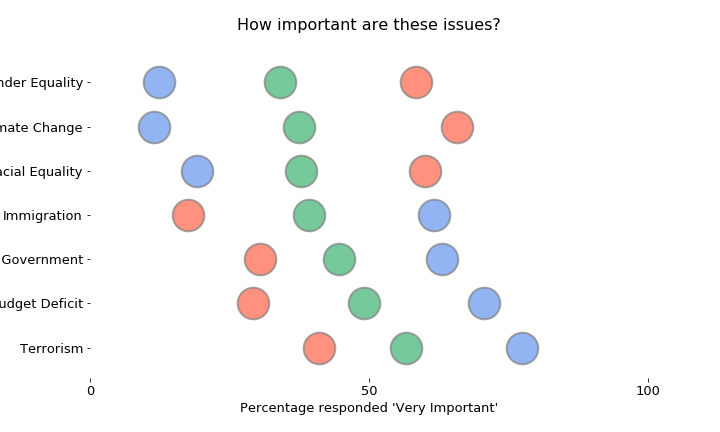 How important are these issues?
nder Equality
mate Change
acial Equality
Immigration
Government
udget Deficit
Terrorism
0 50 100
Percentage responded 'Very Important'